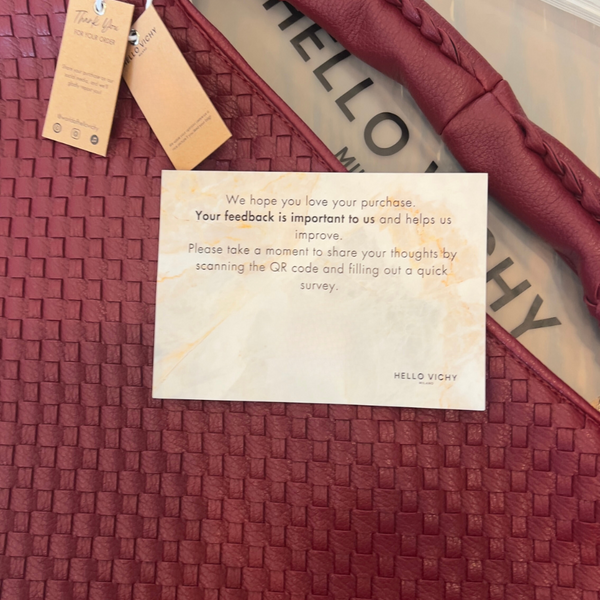 Thank You
FOR YOUR ORDER
HELLO VICHY
HELLO VICHY
We hope you love your purchase.
Your feedback is important to us and helps us
improve.
Please take a moment to share your thoughts by
scanning the QR code and filling out a quick
survey.
HELLO VICHY
MILANO